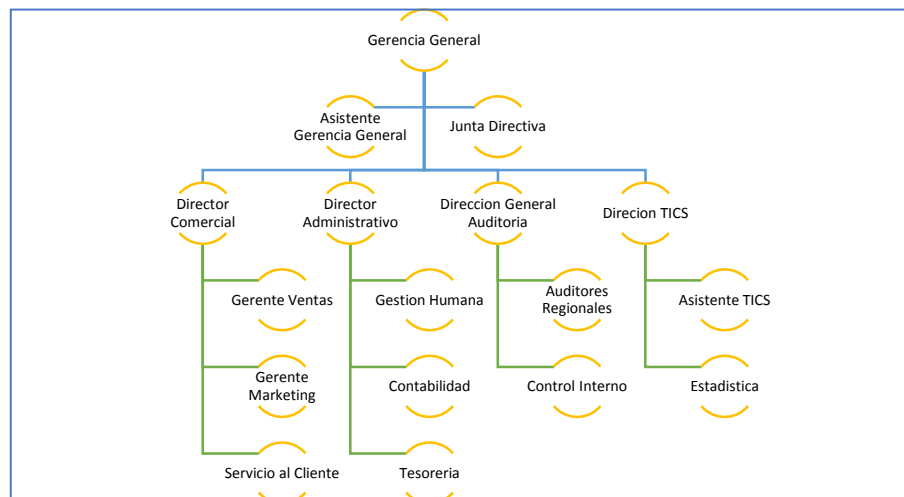 Gerencia General
Asistente
Gerencia General
Junta Directiva
Director
Comercial
Director
Administrativo
Direccion General
Auditoria
Direcion TICS
Gerente Ventas
Gestion Humana
Auditores
Regionales
Asistente TICS
Gerente
Marketing
Contabilidad
Control Interno
Estadistica
Servicio al Cliente
Tesoreria